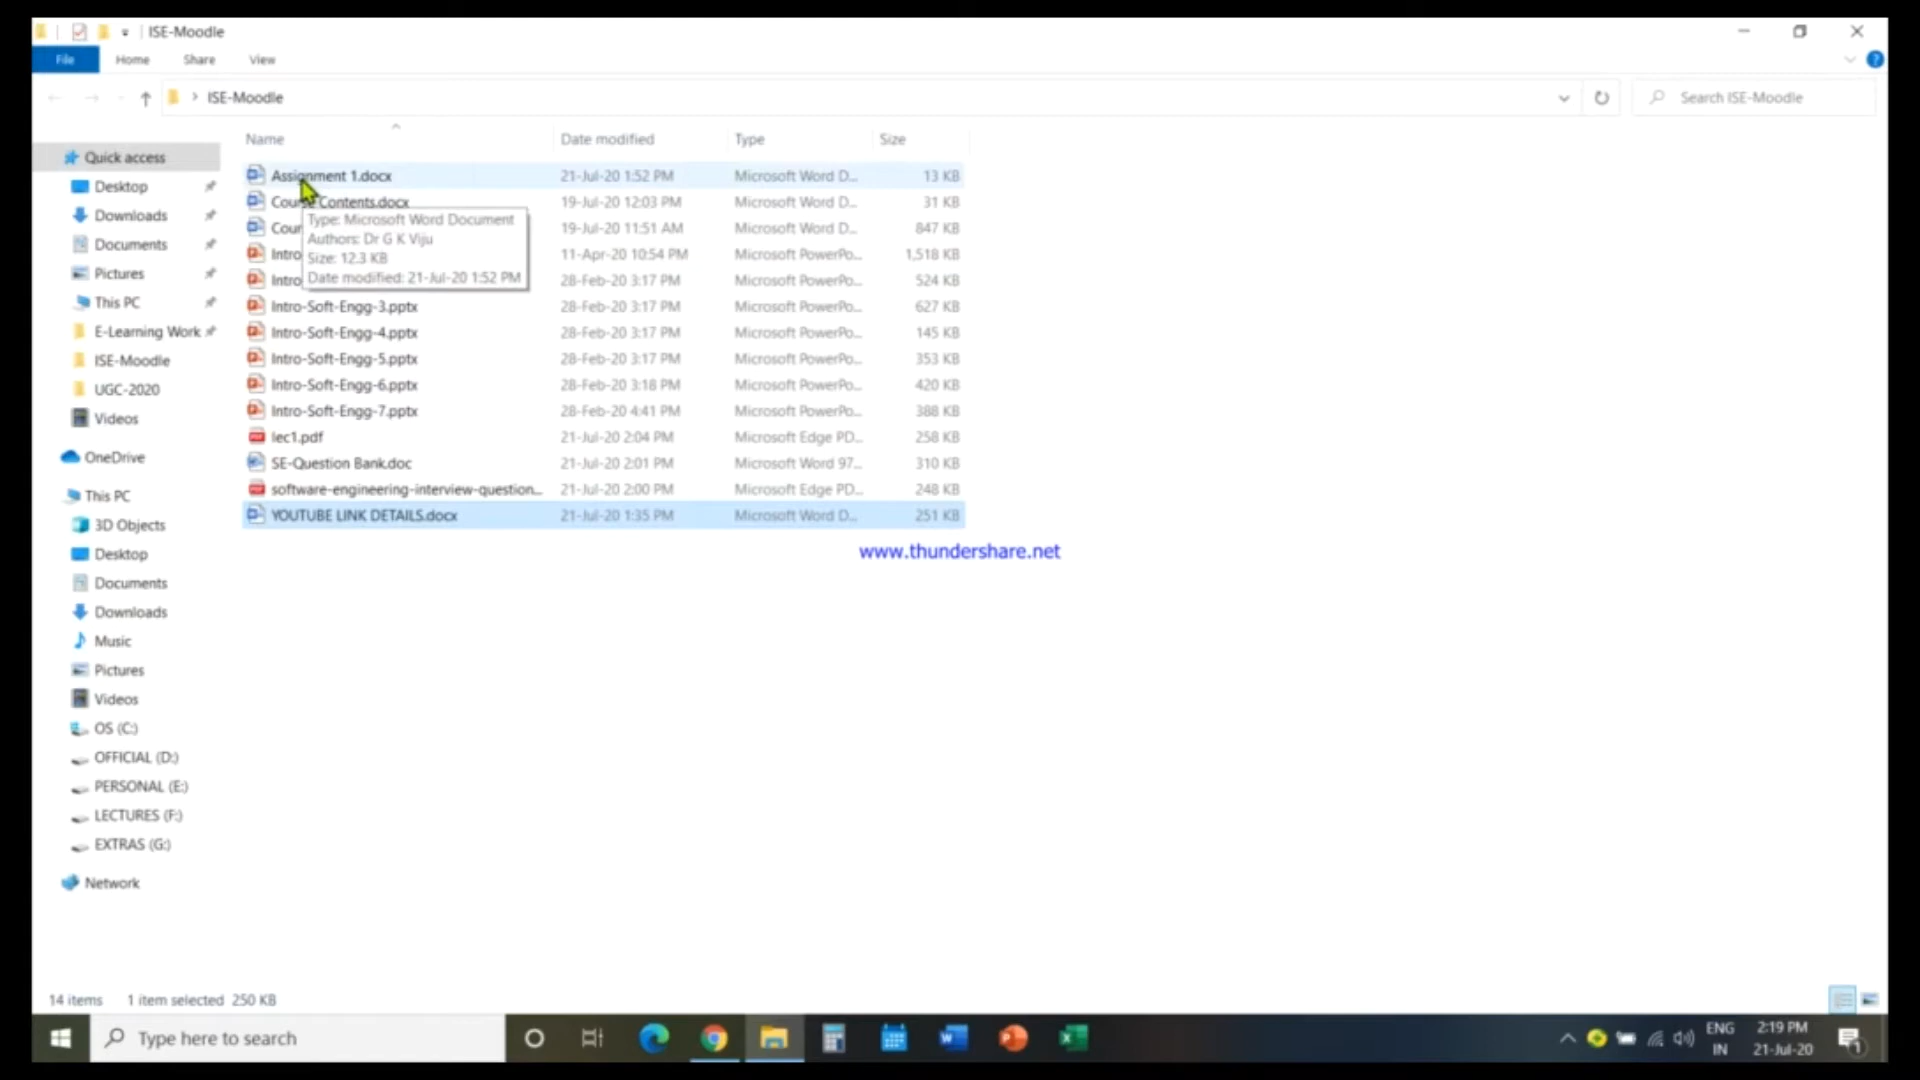 ISE-Moodle
File Home Share View
ISE-Moodle
Search ISE-Moodle
Name Date modified Type Size
Quick access
Desktop
Downloads
Documents
Pictures
This PC
E-Learning Work
ISE-Moodle
UGC-2020
Videos
OneDrive
This PC
3D Objects
Desktop
Documents
Downloads
Music
Pictures
Videos
OS (C:)
OFFICIAL (D:)
PERSONAL (E:)
LECTURES (F:)
EXTRAS (G:)
Network
Assignment 1.docx 21-Jul-20 1:52 PM Microsoft Word D... 13 KB
Course Contents.docx 19-Jul-20 12:03 PM Microsoft Word D... 31 KB
Cour 19-Jul-20 11:51 AM Microsoft Word D... 847 KB
Intro 11-Apr-20 10:54 PM Microsoft PowerPo... 1,518 KB
Intro 28-Feb-20 3:17 PM Microsoft PowerPo... 524 KB
Intro-Soft-Engg-3.pptx 28-Feb-20 3:17 PM Microsoft PowerPo... 627 KB
Intro-Soft-Engg-4.pptx 28-Feb-20 3:17 PM Microsoft PowerPo... 145 KB
Intro-Soft-Engg-5.pptx 28-Feb-20 3:17 PM Microsoft PowerPo... 353 KB
Intro-Soft-Engg-6.pptx 28-Feb-20 3:18 PM Microsoft PowerPo... 420 KB
Intro-Soft-Engg-7.pptx 28-Feb-20 4:41 PM Microsoft PowerPo... 388 KB
lec1.pdf 21-Jul-20 2:04 PM Microsoft Edge PD... 258 KB
SE-Question Bank.doc 21-Jul-20 2:01 PM Microsoft Word 97... 310 KB
software-engineering-interview-question... 21-Jul-20 2:00 PM Microsoft Edge PD... 248 KB
YOUTUBE LINK DETAILS.docx 21-Jul-20 1:35 PM Microsoft Word D... 251 KB
Type: Microsoft Word Document
Authors: Dr G K Viju
Size: 12.3 KB
Date modified: 21-Jul-20 1:52 PM
www.thundershare.net
14 items 1 item selected 250 KB
Type here to search
ENG
IN
2:19 PM
21-Jul-20
1